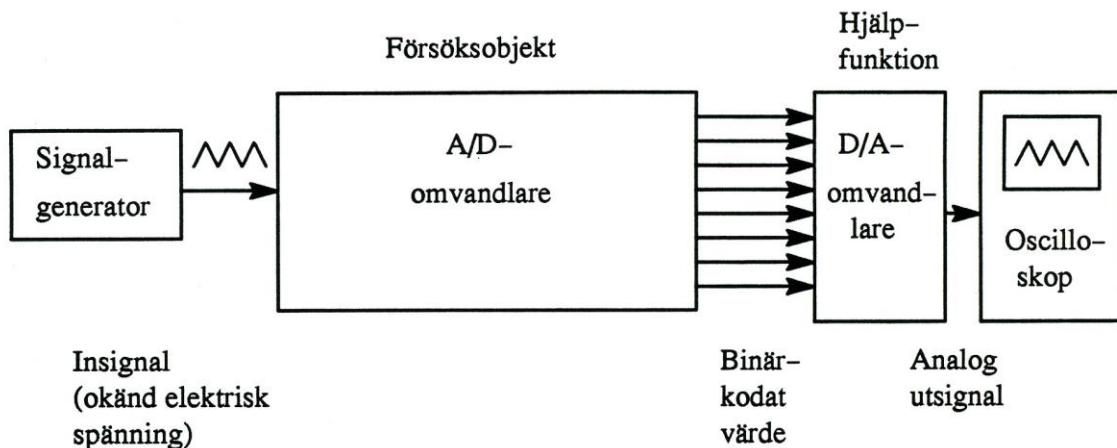 Försöksobjekt
Hjälp–
funktion
Signal–
generator
A/D–
omvandlare
D/A–
omvand–
lare
Oscillo–
skop
Insignal
(okänd elektrisk
spänning)
Binär–
kodat
värde
Analog
utsignal